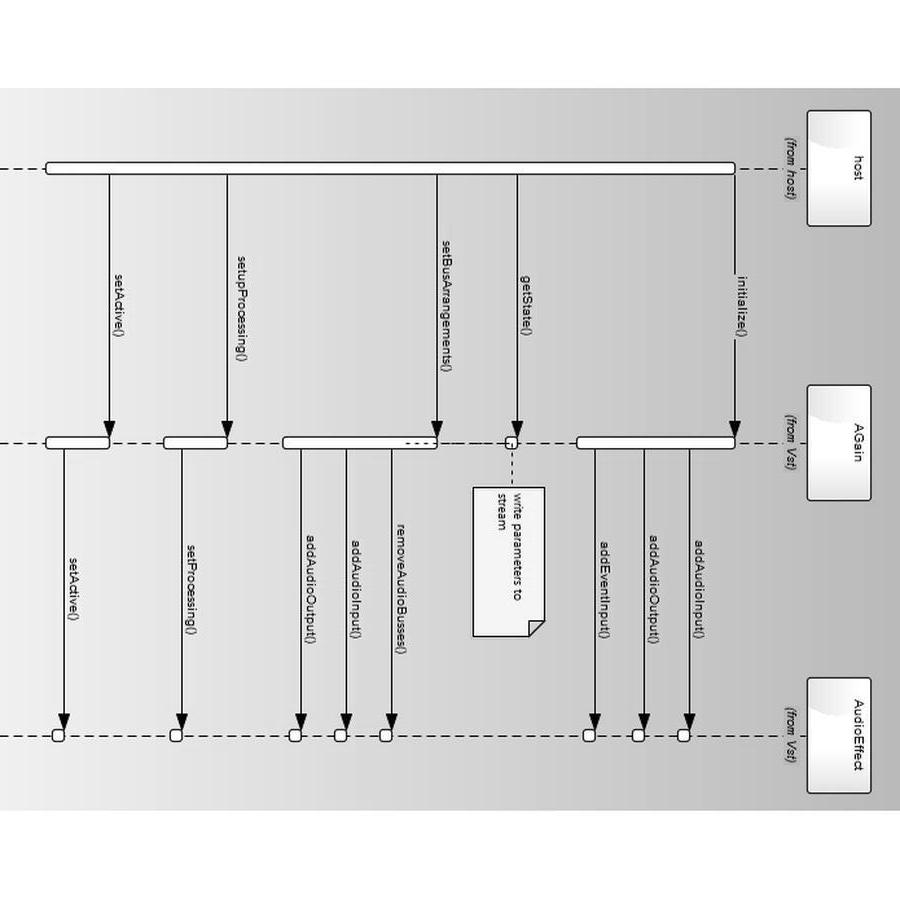 host
(from host)
AGain
(from Vst)
AudioEffect
(from Vst)
initialize()
addAudioInput()
addAudioOutput()
addEventInput()
getState()
write parameters to
stream
setBusArrangements()
removeAudioBusses()
addAudioInput()
addAudioOutput()
setupProcessing()
setProcessing()
setActive()
setActive()